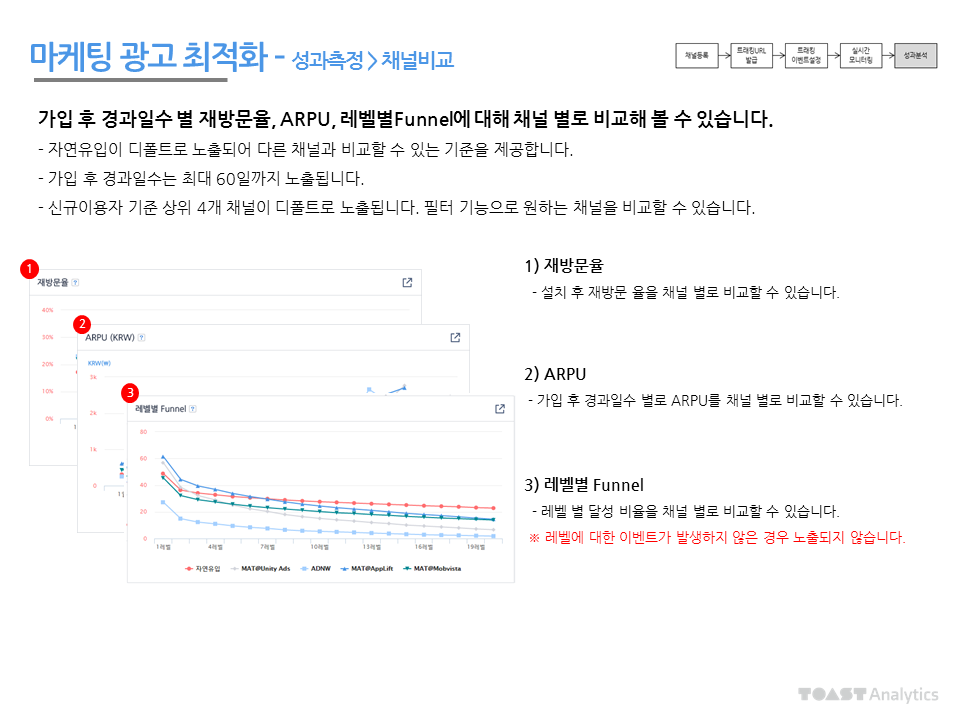 마케팅 광고 최적화 - 성과측정 > 채널비교
채널등록
트래킹URL
발급
트래킹
이벤트설정
실시간
모니터링
성과분석
가입 후 경과일수 별 재방문율, ARPU, 레벨별Funnel에 대해 채널 별로 비교해 볼 수 있습니다.
- 자연유입이 디폴트로 노출되어 다른 채널과 비교할 수 있는 기준을 제공합니다.
- 가입 후 경과일수는 최대 60일까지 노출됩니다.
- 신규이용자 기준 상위 4개 채널이 디폴트로 노출됩니다. 필터 기능으로 원하는 채널을 비교할 수 있습니다.
1
재방문율 ?
40%
30%
20%
10%
0%
2
ARPU (KRW) ?
KRW(₩)
3k
2k
1k
0
3
레벨별 Funnel ?
80
60
40
20
0
1레벨 4레벨 7레벨 10레벨 13레벨 16레벨 19레벨
자연유입 MAT@Unity Ads ADNW MAT@AppLift MAT@Mobvista
1) 재방문율
- 설치 후 재방문 율을 채널 별로 비교할 수 있습니다.
2) ARPU
- 가입 후 경과일수 별로 ARPU를 채널 별로 비교할 수 있습니다.
3) 레벨별 Funnel
- 레벨 별 달성 비율을 채널 별로 비교할 수 있습니다.
※ 레벨에 대한 이벤트가 발생하지 않은 경우 노출되지 않습니다.
TOAST Analytics